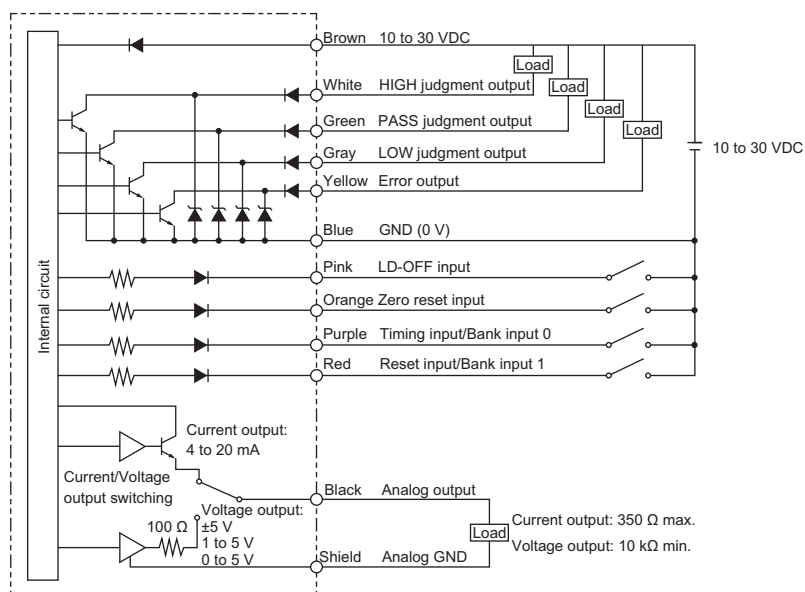 Internal circuit
Brown 10 to 30 VDC
Load
White HIGH judgment output
Load
Green PASS judgment output
Load
Gray LOW judgment output
Load
Yellow Error output
10 to 30 VDC
Blue GND (0 V)
Pink LD-OFF input
Orange Zero reset input
Purple Timing input/Bank input 0
Red Reset input/Bank input 1
Current output:
4 to 20 mA
Current/Voltage
output switching
Black Analog output
Voltage output:
±5 V
1 to 5 V
0 to 5 V
100 Ω
Load
Current output: 350 Ω max.
Voltage output: 10 kΩ min.
Shield Analog GND